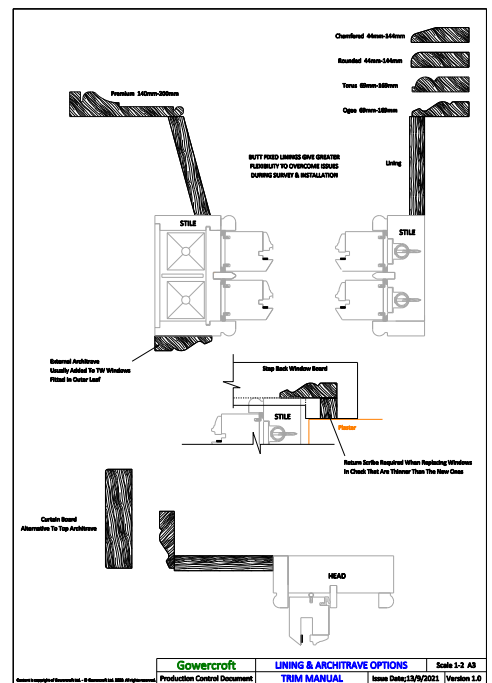 Chamfered 44mm-144mm
Rounded 44mm-144mm
Torus 69mm-169mm
Premium 140mm-200mm
Ogee 69mm-169mm
BUTT FIXED LININGS GIVE GREATER
FLEXIBILITY TO OVERCOME ISSUES
DURING SURVEY & INSTALLATION
Lining
STILE
STILE
External Architrave
Usually Added To TW Windows
Fitted In Outer Leaf
Step Back Window Board
STILE
Plaster
Return Scribe Required When Replacing Windows
In Check That Are Thinner Than The New Ones
Curtain Board
Alternative To Top Architrave
HEAD
Gowercroft
LINING & ARCHITRAVE OPTIONS
Scale 1-2 A3
Production Control Document
TRIM MANUAL
Issue Date;13/9/2021
Version 1.0